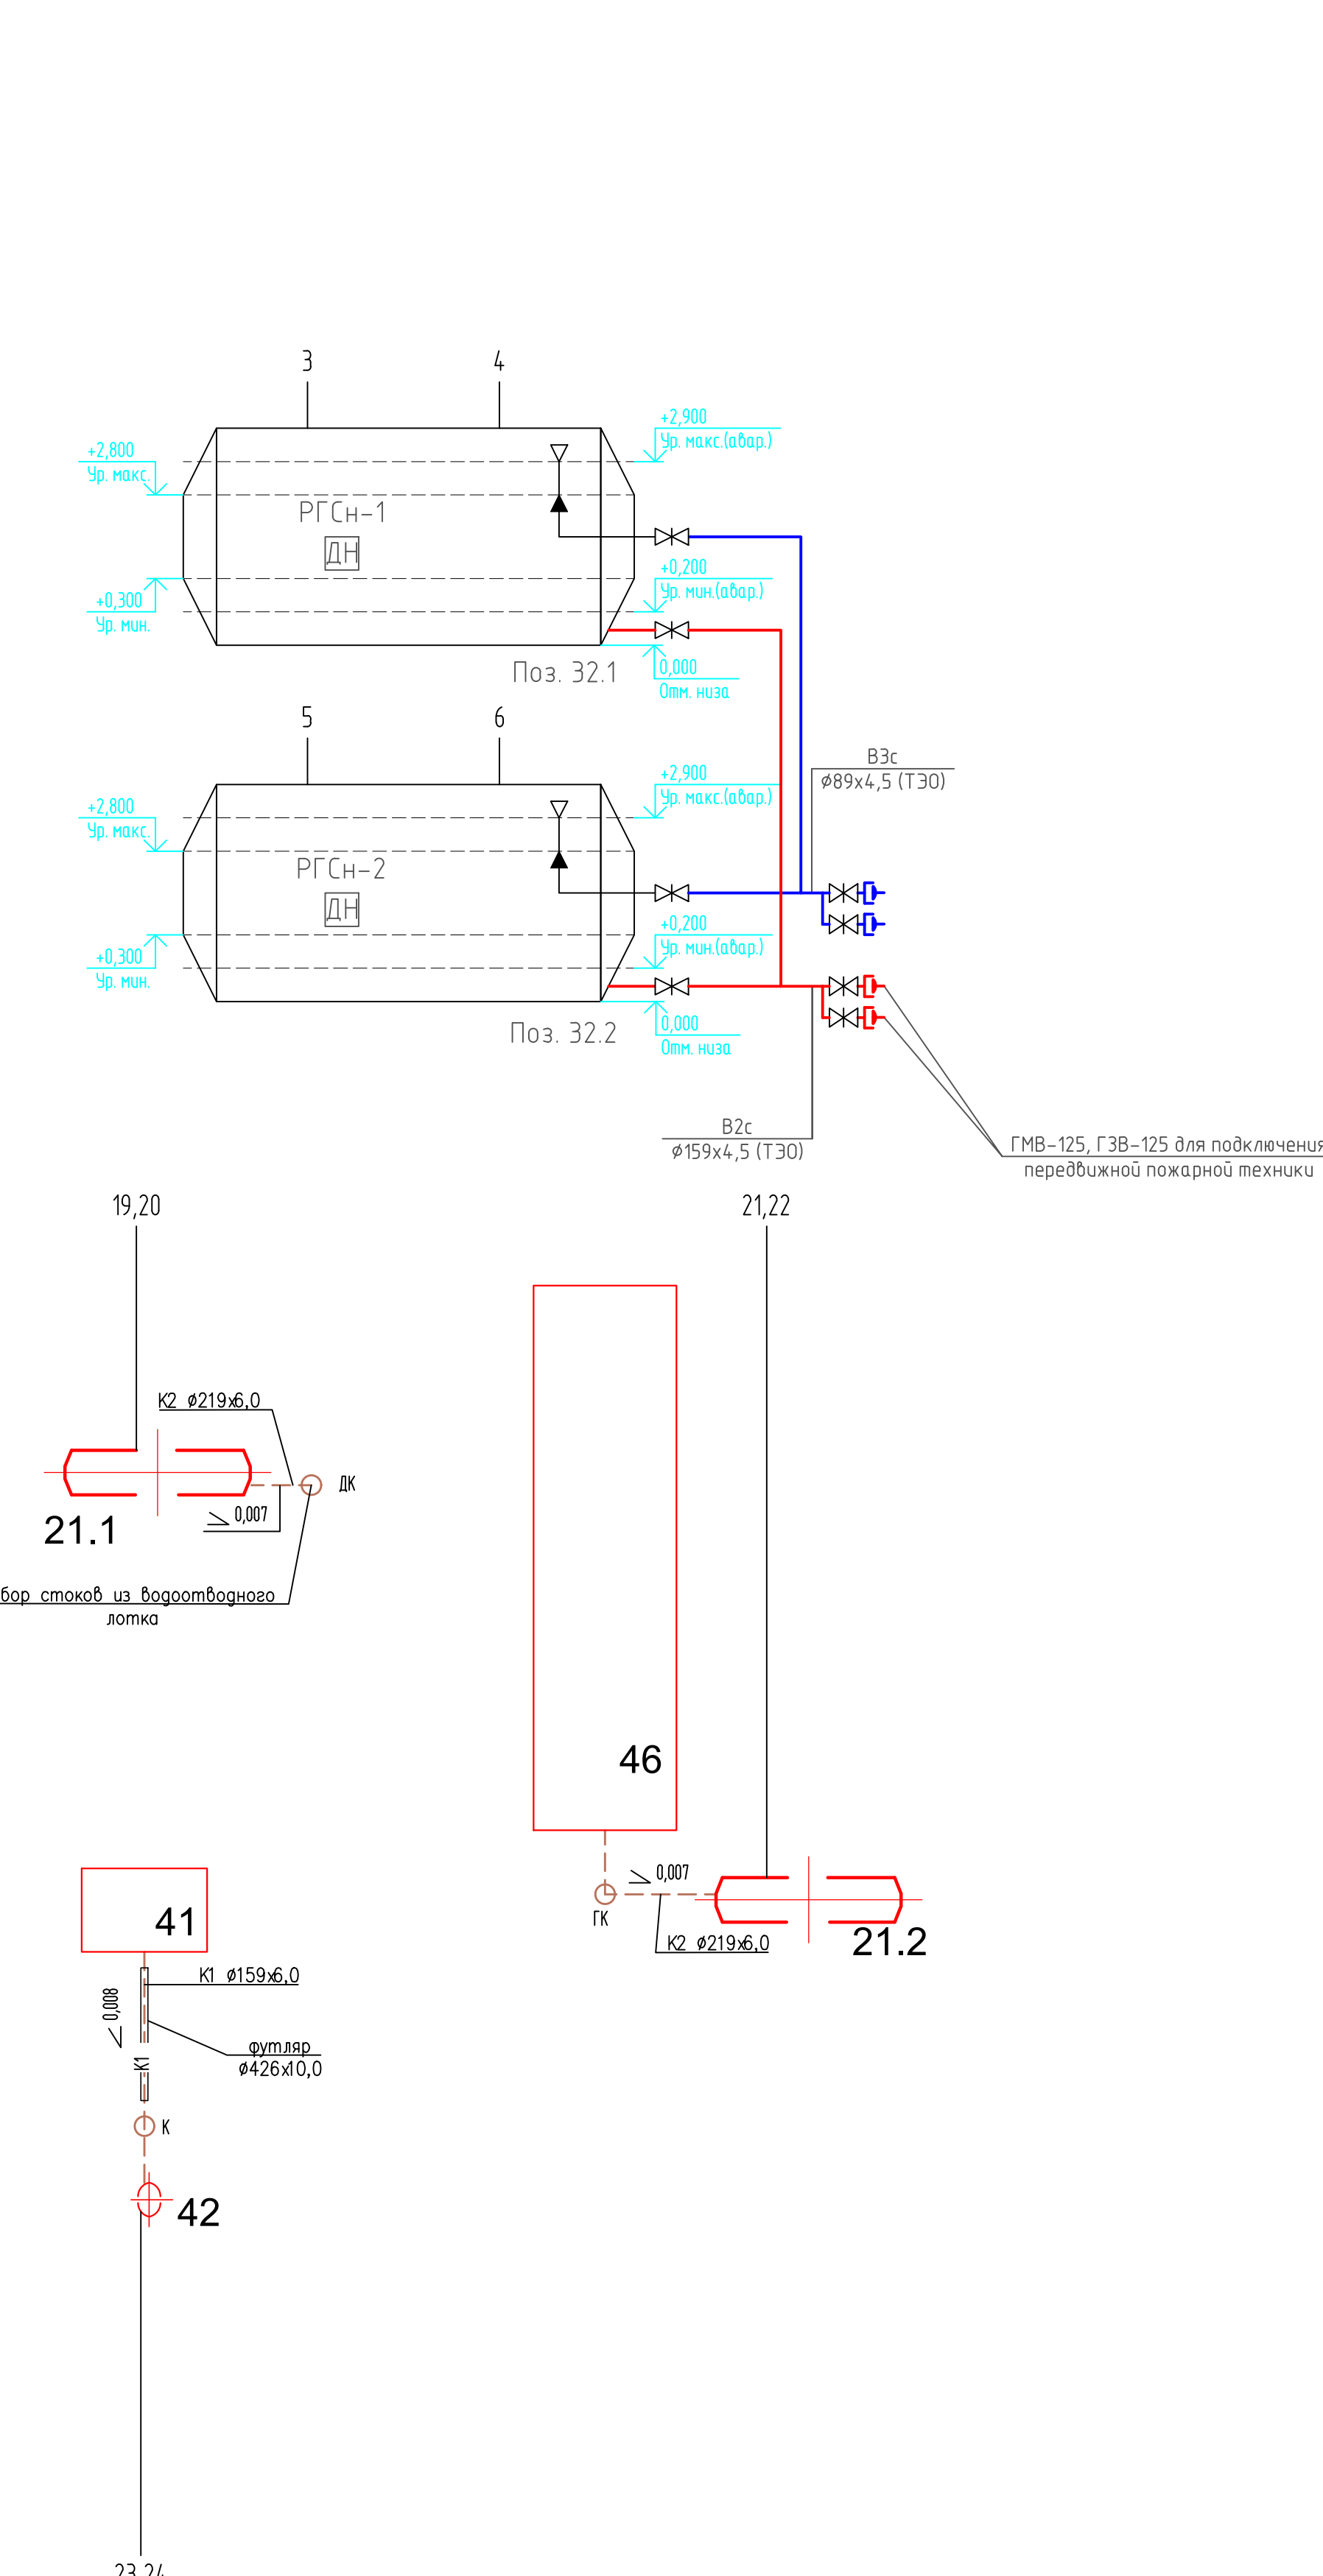 3
4
+2,900
Ур. макс.(авар.)
+2,800
Ур. макс.
РГСн-1
ДН
+0,200
Ур. мин.(авар.)
+0,300
Ур. мин.
Поз. 32.1
0,000
Отм. низа
5
6
В3с
ø89х4,5 (ТЭО)
+2,900
Ур. макс.(авар.)
+2,800
Ур. макс.
РГСн-2
ДН
+0,200
Ур. мин.(авар.)
+0,300
Ур. мин.
Поз. 32.2
0,000
Отм. низа
В2с
ø159х4,5 (ТЭО)
ГМВ-125, ГЗВ-125 для подключения
передвижной пожарной техники
19,20
21,22
К2 ø219х6,0
ДК
0,007
21.1
бор стоков из водоотводного
лотка
46
0,007
ГК
К2 ø219х6,0
21.2
41
К1 ø159х6,0
0,008
футляр
ø426х10,0
К1
К
42
23,24